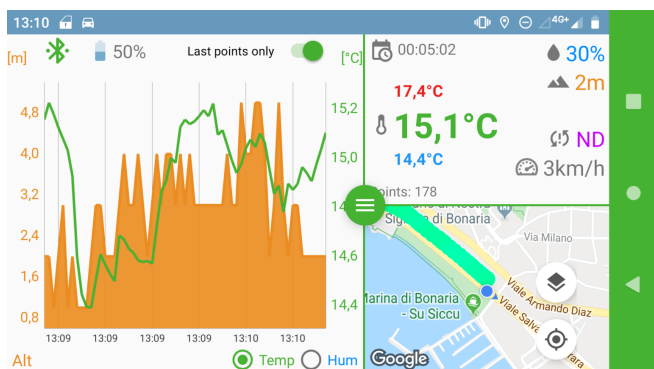 13:10
4G+
[m]
50%
Last points only
[°C]
4,8
4,0
3,2
2,4
1,6
0,8
15,2
15,0
14,6
14,4
13:09 13:09 13:09 13:09 13:10 13:10
Alt
Temp
Hum
00:05:02
30%
17,4°C
2m
15,1°C
ND
14,4°C
3km/h
Points: 178
di Bonaria
Via Milano
Marina di Bonaria
- Su Siccu
Viale Armando Diaz
Viale
Google